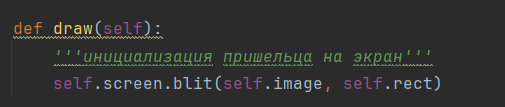 def draw(self):
    '''инициализация пришельца на экран'''
    self.screen.blit(self.image, self.rect)